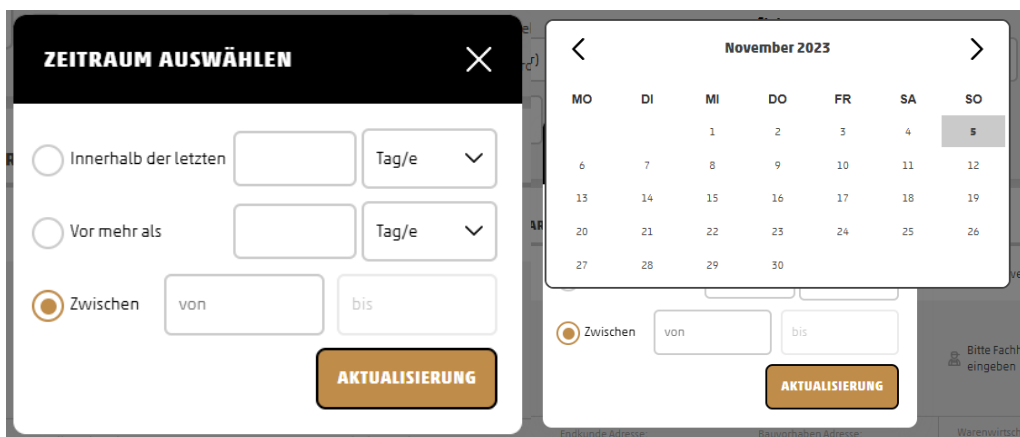 ZEITRAUM AUSWÄHLEN
Innerhalb der letzten Tag/e
Vor mehr als Tag/e
Zwischen von bis
AKTUALISIERUNG
November 2023
MO DI MI DO FR SA SO
1 2 3 4 5
6 7 8 9 10 11 12
13 14 15 16 17 18 19
20 21 22 23 24 25 26
27 28 29 30
Zwischen von bis
AKTUALISIERUNG
eingeben
Endkunde Adresse:
Bauvorhaben Adresse: